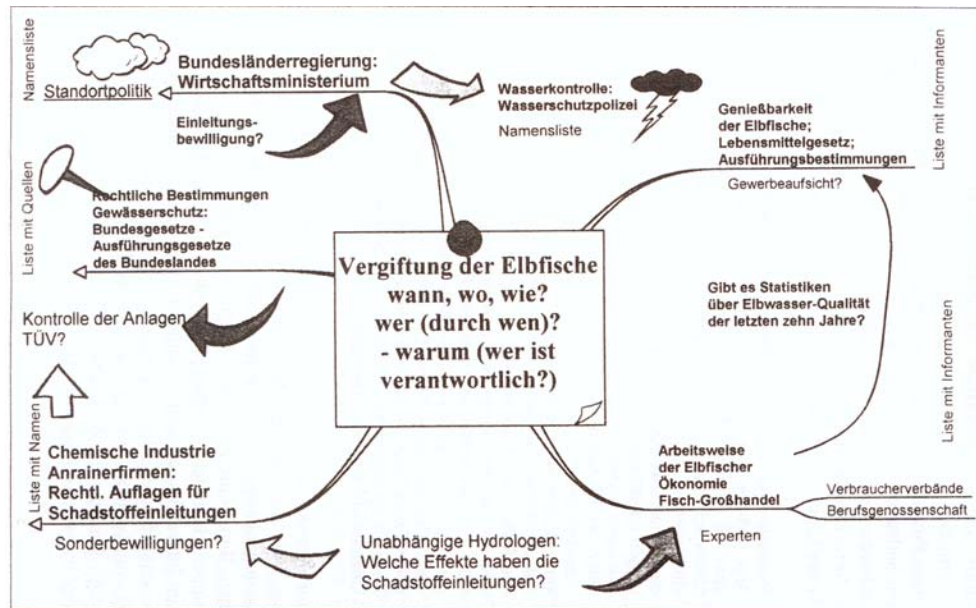 Namensliste
Standortpolitik
Bundesländerregierung:
Wirtschaftsministerium
Einleitungs-
bewilligung?
Wasserkontrolle:
Wasserschutzpolizei
Namensliste
Genießbarkeit
der Elbfische;
Lebensmittelgesetz;
Ausführungsbestimmungen
Gewerbeaufsicht?
Liste mit Informanten
Liste mit Quellen
Rechtliche Bestimmungen
Gewässerschutz:
Bundesgesetze -
Ausführungsgesetze
des Bundeslandes
Vergiftung der Elbfische
wann, wo, wie?
wer (durch wen)?
- warum (wer ist
verantwortlich?)
Gibt es Statistiken
über Elbwasser-Qualität
der letzten zehn Jahre?
Liste mit Informanten
Kontrolle der Anlagen
TÜV?
Liste mit Namen
Chemische Industrie
Anrainerfirmen:
Rechtl. Auflagen für
Schadstoffeinleitungen
Sonderbewilligungen?
Unabhängige Hydrologen:
Welche Effekte haben die
Schadstoffeinleitungen?
Arbeitsweise
der Elbfischer
Ökonomie
Fisch-Großhandel
Experten
Verbraucherverbände
Berufsgenossenschaft